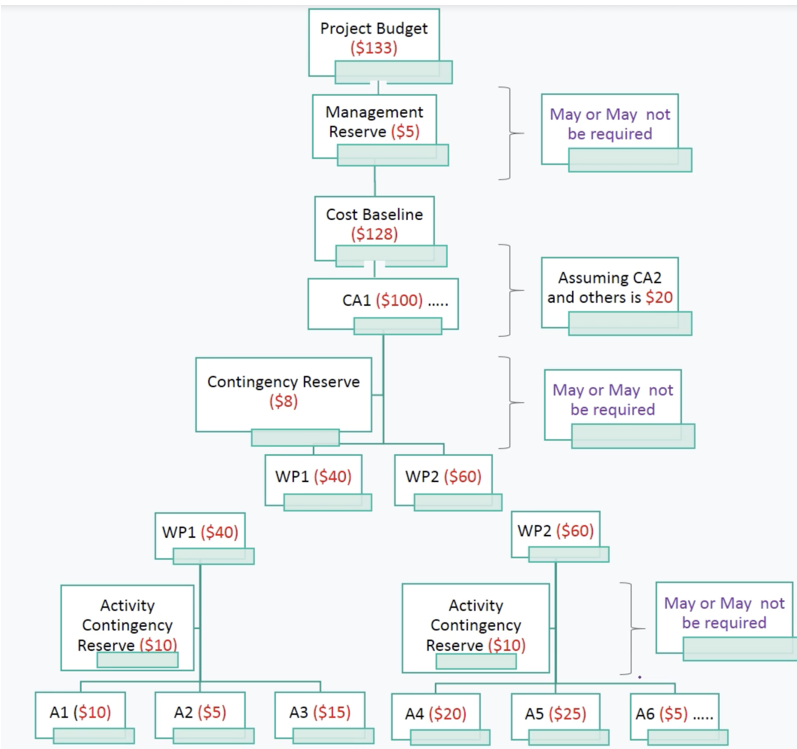 Project Budget
($133)
Management
Reserve ($5)
May or May not
be required
Cost Baseline
($128)
CA1 ($100) .....
Assuming CA2
and others is $20
Contingency Reserve
($8)
May or May not
be required
WP1 ($40)
WP2 ($60)
WP1 ($40)
WP2 ($60)
Activity
Contingency
Reserve ($10)
Activity
Contingency
Reserve ($10)
May or May not
be required
A1 ($10)
A2 ($5)
A3 ($15)
A4 ($20)
A5 ($25)
A6 ($5) .....